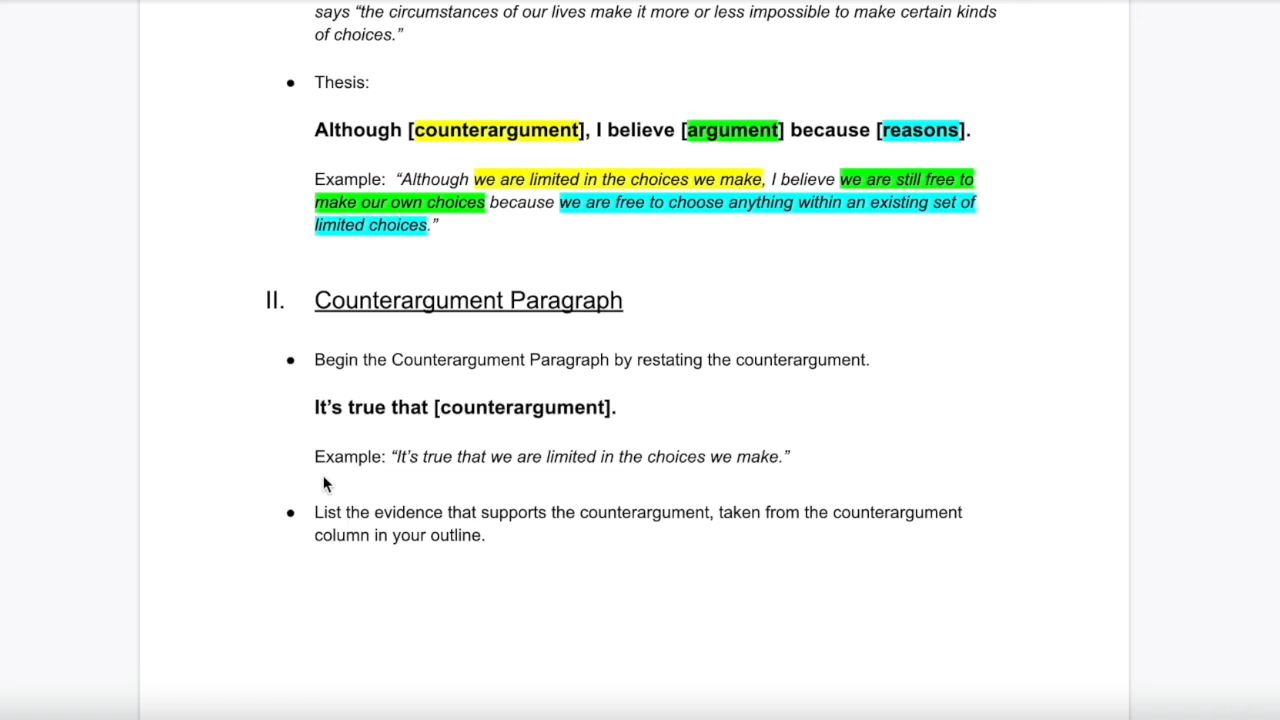 says “the circumstances of our lives make it more or less impossible to make certain kinds
of choices.”
● Thesis:
Although [counterargument], I believe [argument] because [reasons].
Example: “Although we are limited in the choices we make, I believe we are still free to
make our own choices because we are free to choose anything within an existing set of
limited choices.”
II. Counterargument Paragraph
● Begin the Counterargument Paragraph by restating the counterargument.
It’s true that [counterargument].
Example: “It’s true that we are limited in the choices we make.”
● List the evidence that supports the counterargument, taken from the counterargument
column in your outline.